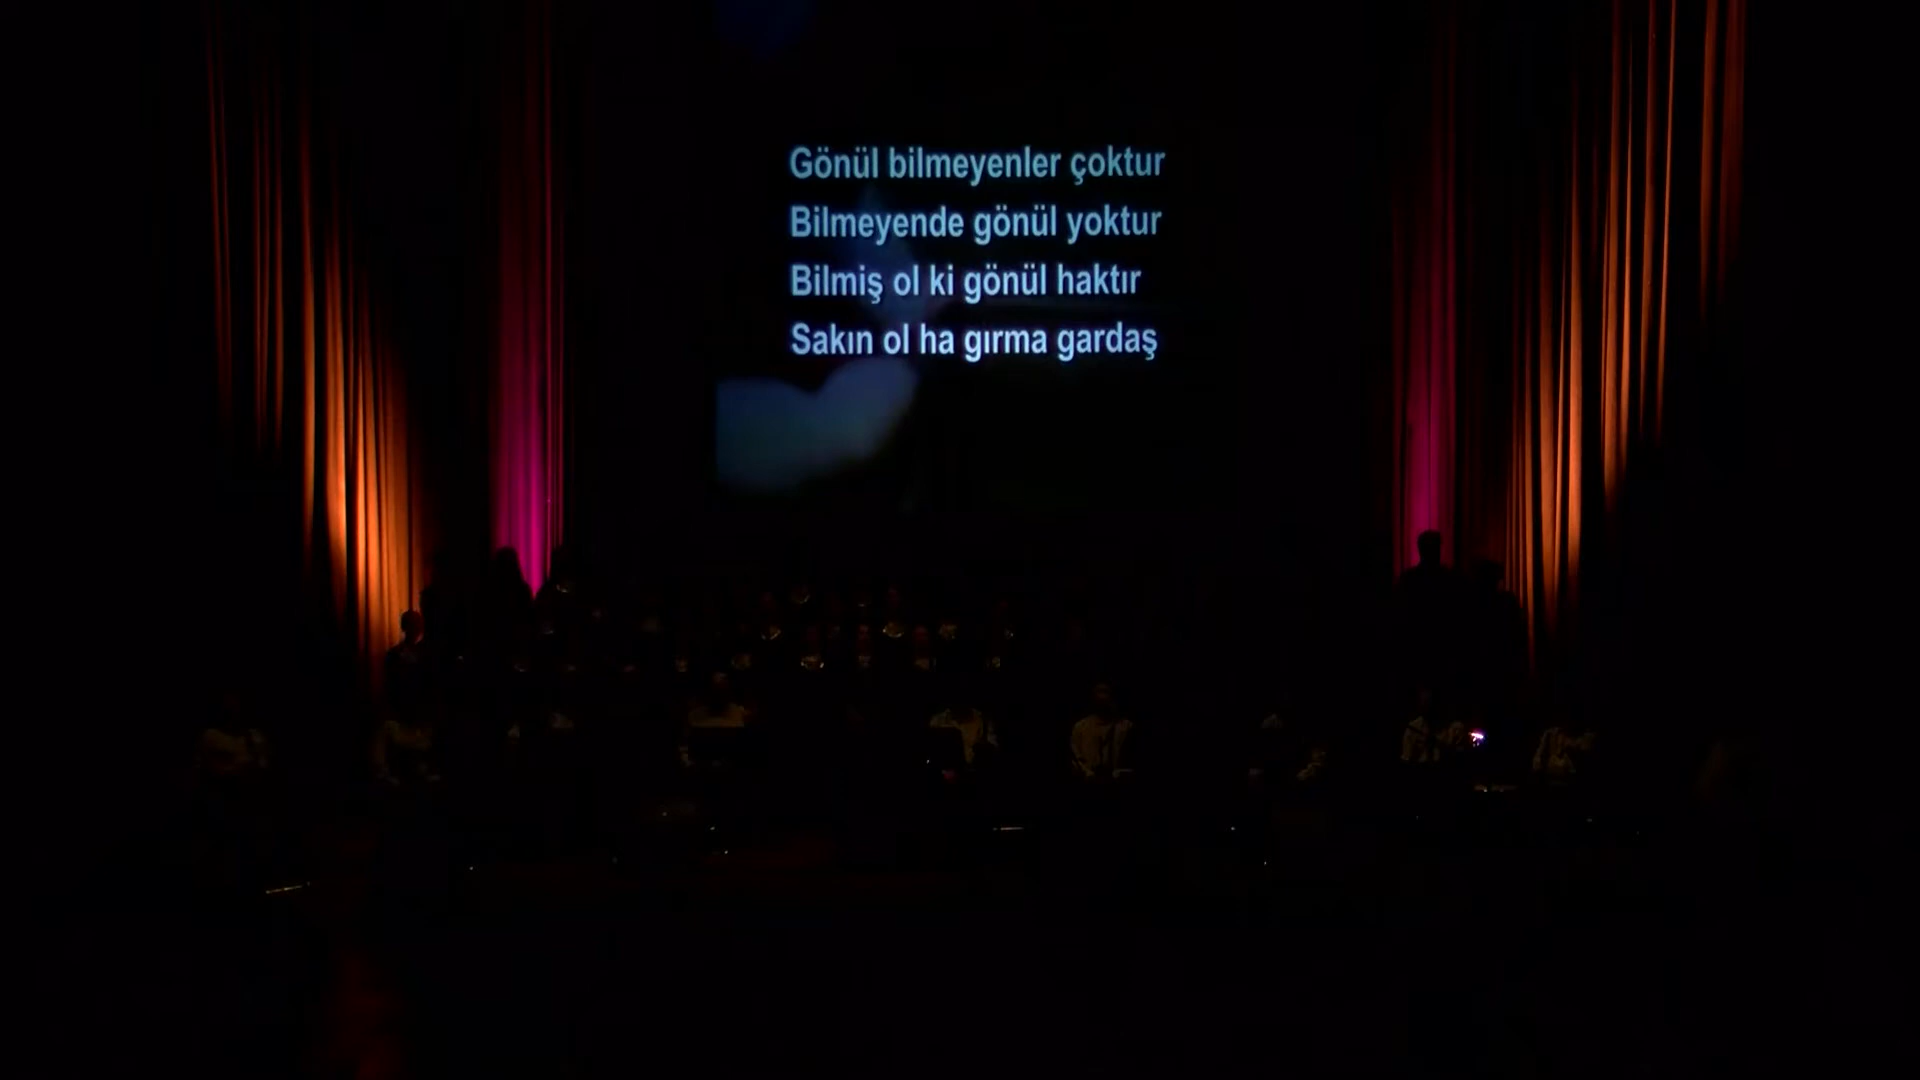 Gönül bilmeyenler çoktur
Bilmeyende gönül yoktur
Bilmiş ol ki gönül haktır
Sakın ol ha gırma gardaş